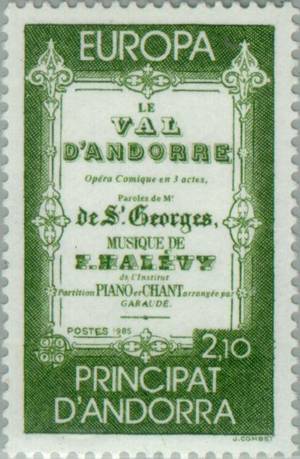 EUROPA
LE
VAL
D'ANDORRE
Opéra Comique en 3 actes,
Paroles de Mr
de St. Georges,
MUSIQUE DE
E. HALÉVY
de l'Institut
Partition PIANO et CHANT arrangée par
GARAUDÉ.
POSTES 1985
2,10
PRINCIPAT
D'ANDORRA
J. COMBET